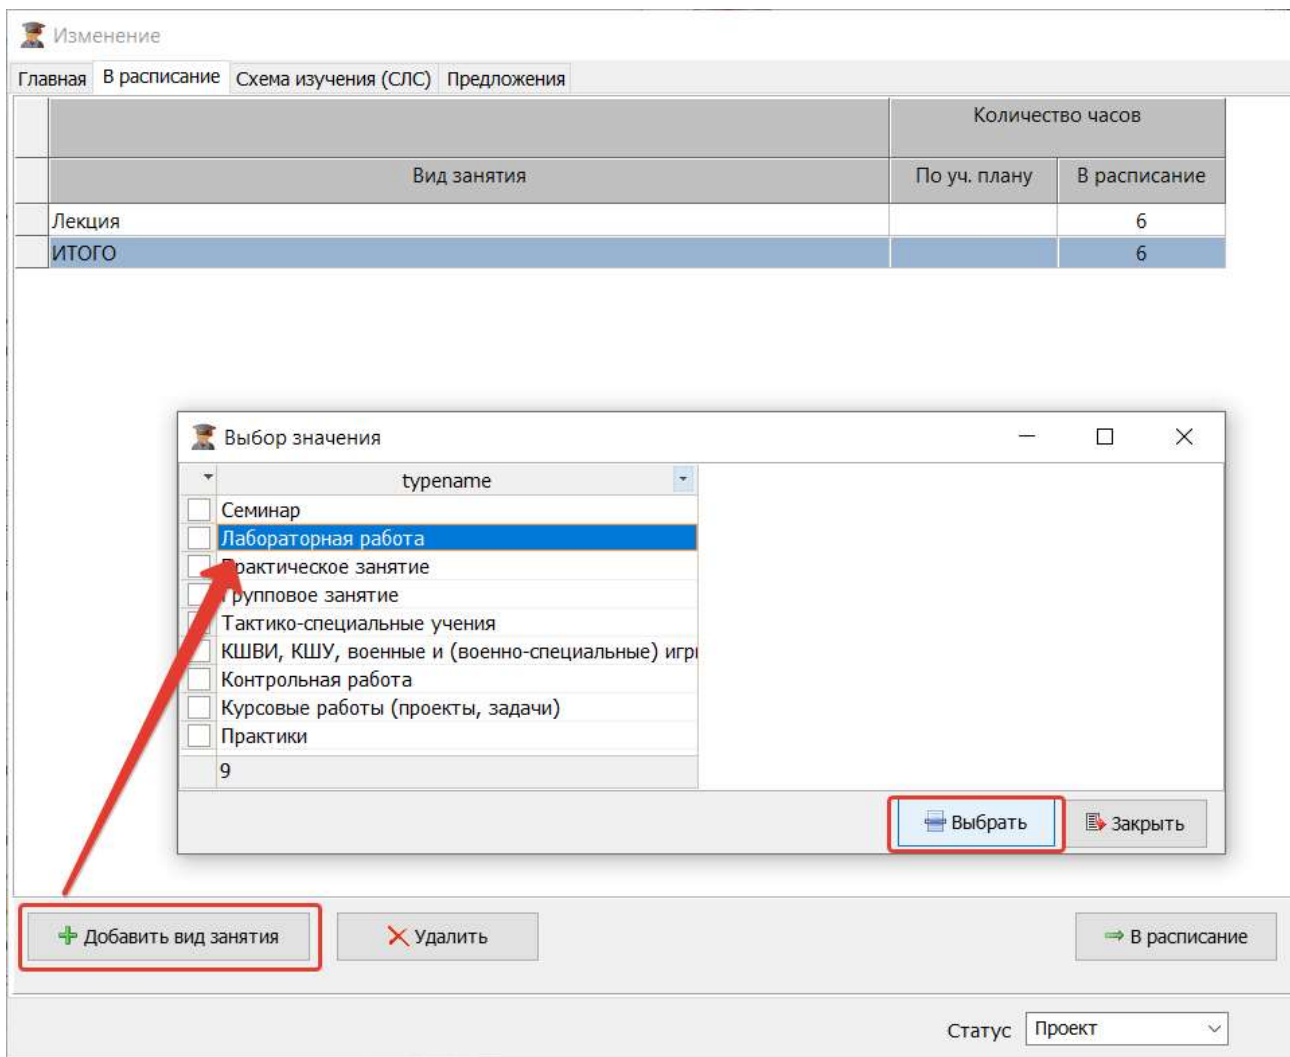 Изменение
Главная В расписание Схема изучения (СЛС) Предложения
Количество часов
Вид занятия По уч. плану В расписание
Лекция 6
ИТОГО 6
Выбор значения
typename
Семинар
Лабораторная работа
Практическое занятие
Групповое занятие
Тактико-специальные учения
КШВИ, КШУ, военные и (военно-специальные) игр
Контрольная работа
Курсовые работы (проекты, задачи)
Практики
9
Выбрать Закрыть
Добавить вид занятия Удалить В расписание
Статус Проект